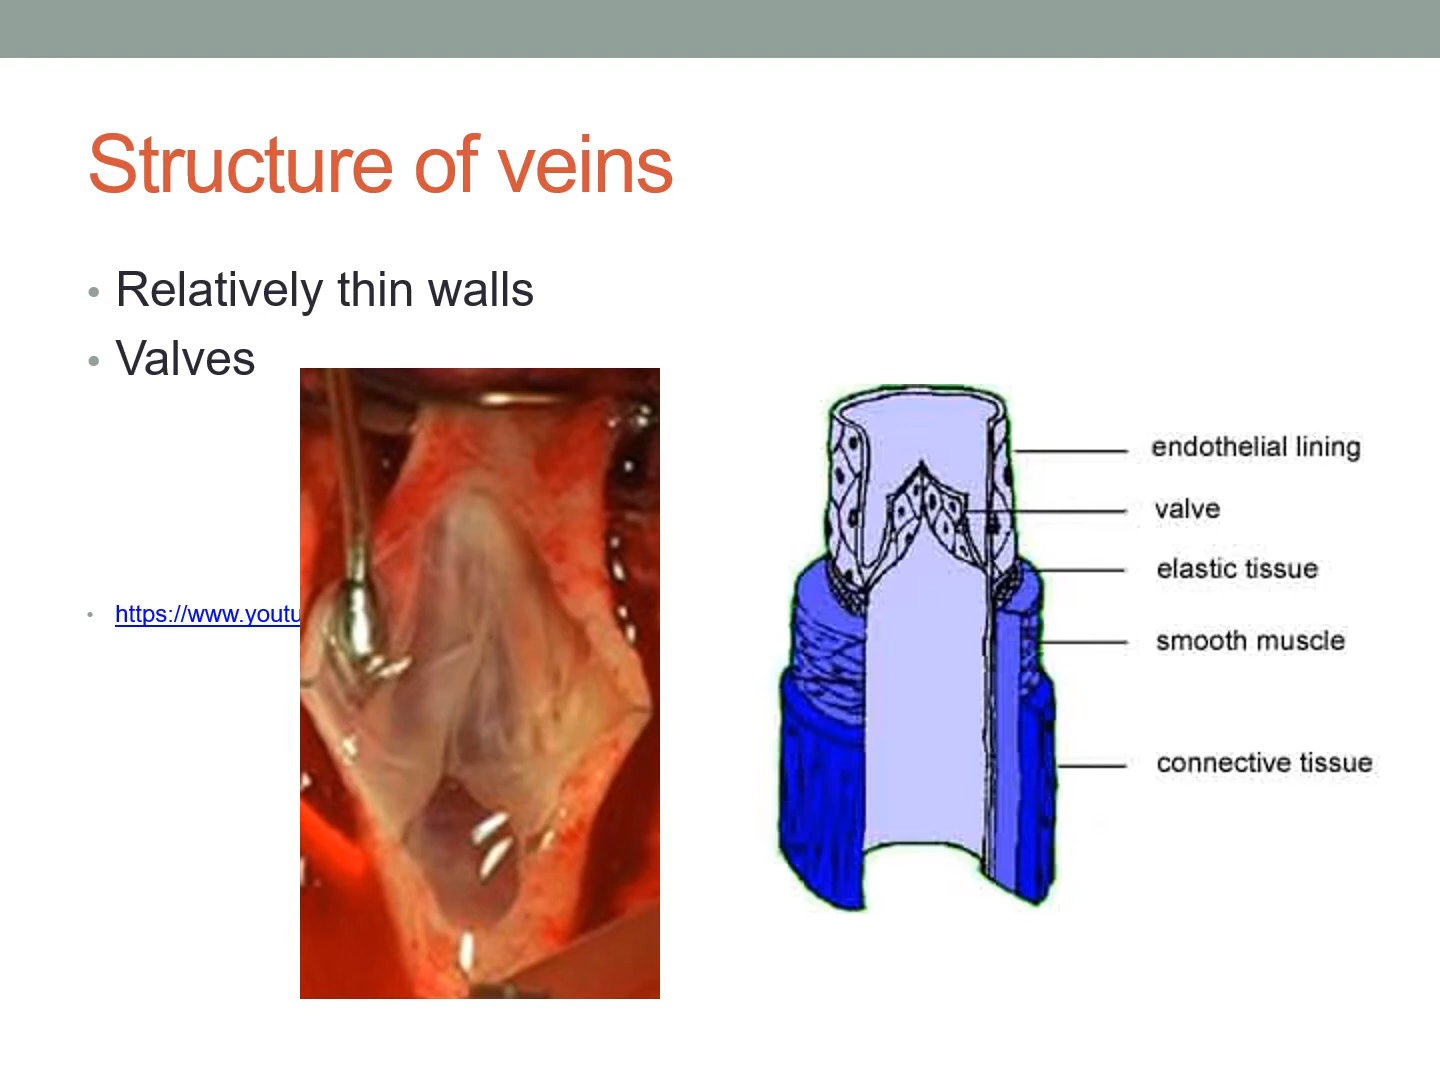 Structure of veins
• Relatively thin walls
• Valves
• https://www.youtu
endothelial lining
valve
elastic tissue
smooth muscle
connective tissue